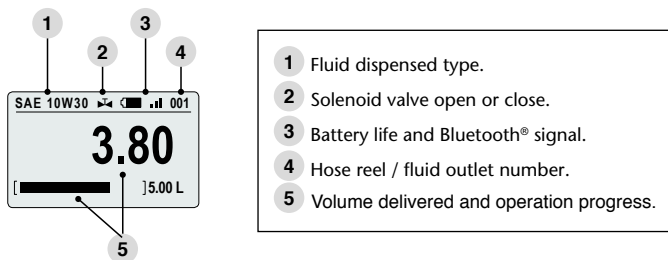 1 3
2 4
SAE 10W30 001
3.80
[ ] 5.00 L
5
1 Fluid dispensed type.
2 Solenoid valve open or close.
3 Battery life and Bluetooth® signal.
4 Hose reel / fluid outlet number.
5 Volume delivered and operation progress.